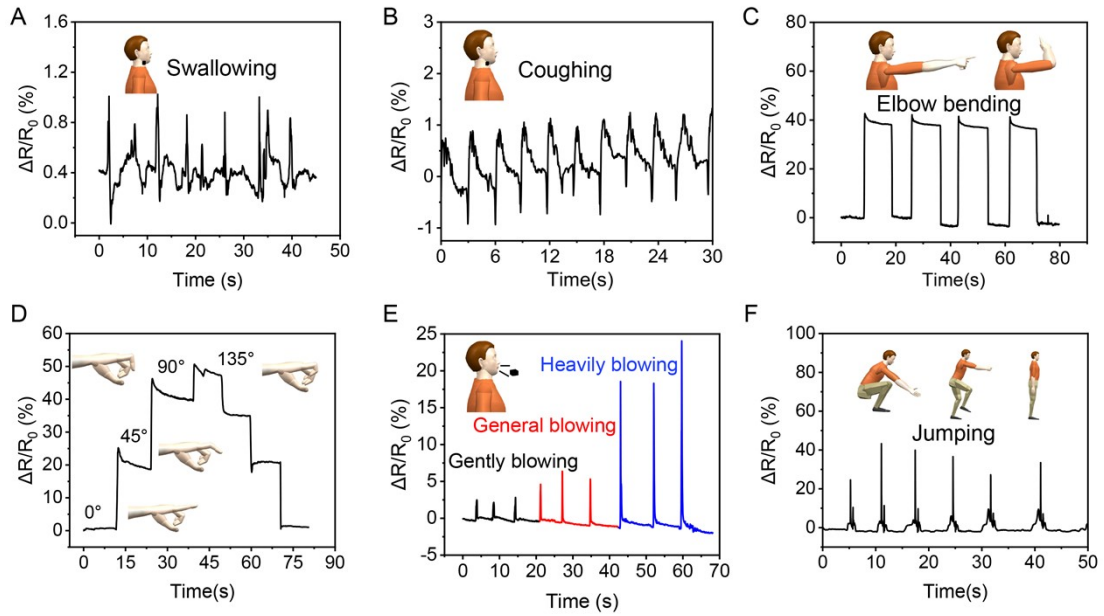 A
ΔR/R0 (%)
1.6
1.2
0.8
0.4
0.0
Swallowing
0 10 20 30 40 50
Time (s)
B
ΔR/R0 (%)
3
2
1
0
-1
Coughing
0 6 12 18 24 30
Time(s)
C
ΔR/R0 (%)
80
60
40
20
0
Elbow bending
0 20 40 60 80
Time (s)
D
ΔR/R0 (%)
60
50
40
30
20
10
0
90° 135°
45°
0°
0 15 30 45 60 75 90
Time(s)
E
ΔR/R0 (%)
25
20
15
10
5
0
-5
Heavily blowing
General blowing
Gently blowing
0 10 20 30 40 50 60 70
Time (s)
F
ΔR/R0 (%)
100
80
60
40
20
0
Jumping
0 10 20 30 40 50
Time(s)